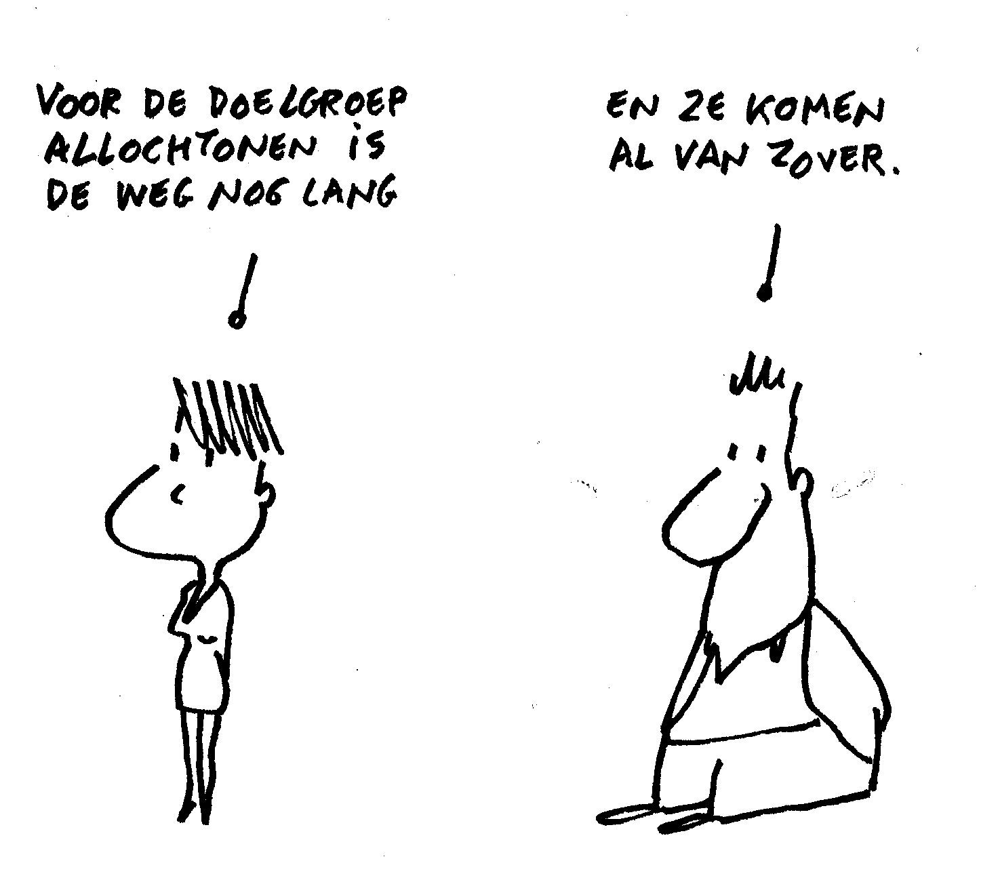 VOOR DE DOELGROEP
ALLOCHTONEN IS
DE WEG NOG LANG
EN ZE KOMEN
AL VAN ZOVER.